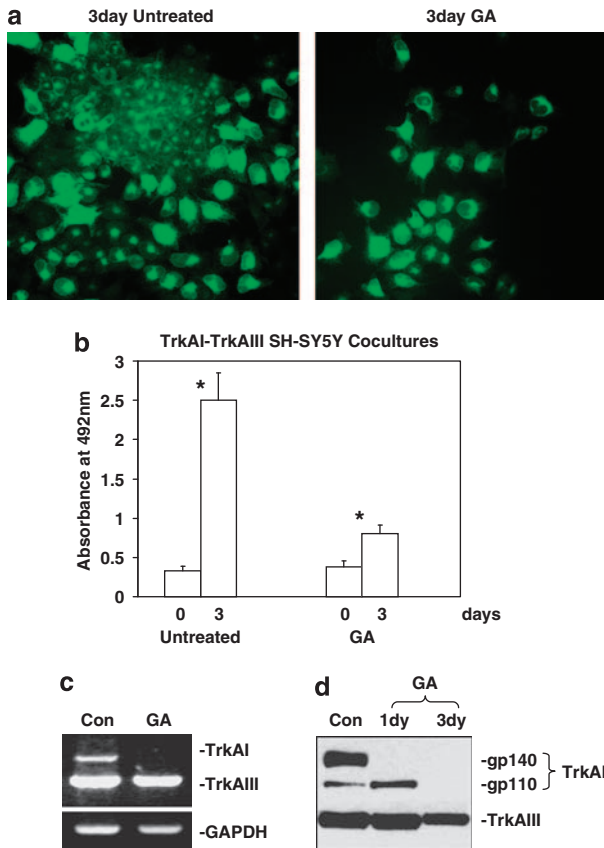 a
3day Untreated
3day GA
b
TrkAI-TrkAIII SH-SY5Y Cocultures
Absorbance at 492nm
3
2.5
2
1.5
1
0.5
0
*
*
0 3 0 3 days
Untreated GA
c
Con GA
-TrkAI
-TrkAIII
-GAPDH
d
GA
Con 1dy 3dy
-gp140
-gp110
TrkAI
-TrkAIII